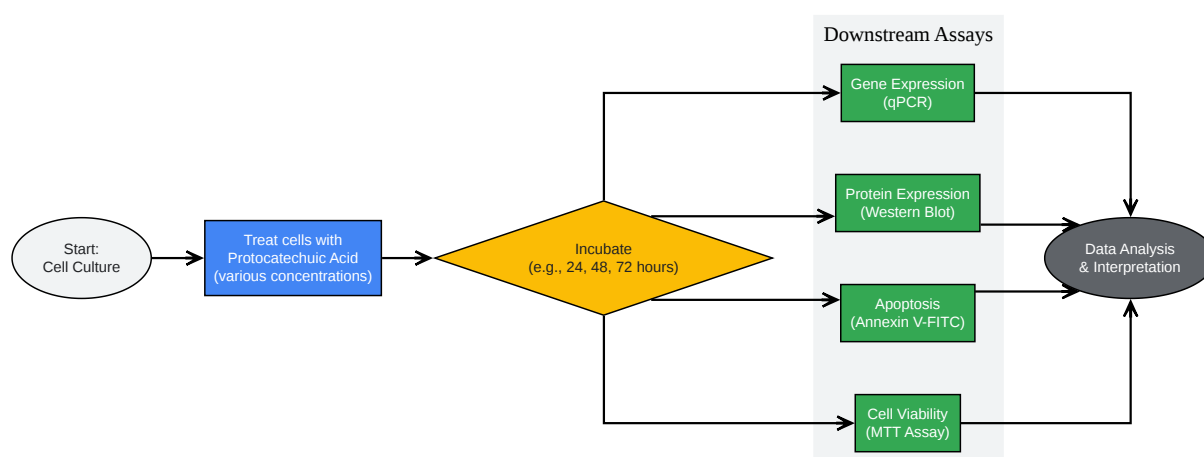 Downstream Assays
Gene Expression
(qPCR)
Protein Expression
(Western Blot)
Start:
Cell Culture
Treat cells with
Protocatechuic Acid
(various concentrations)
Incubate
(e.g., 24, 48, 72 hours)
Data Analysis
& Interpretation
Apoptosis
(Annexin V-FITC)
Cell Viability
(MTT Assay)